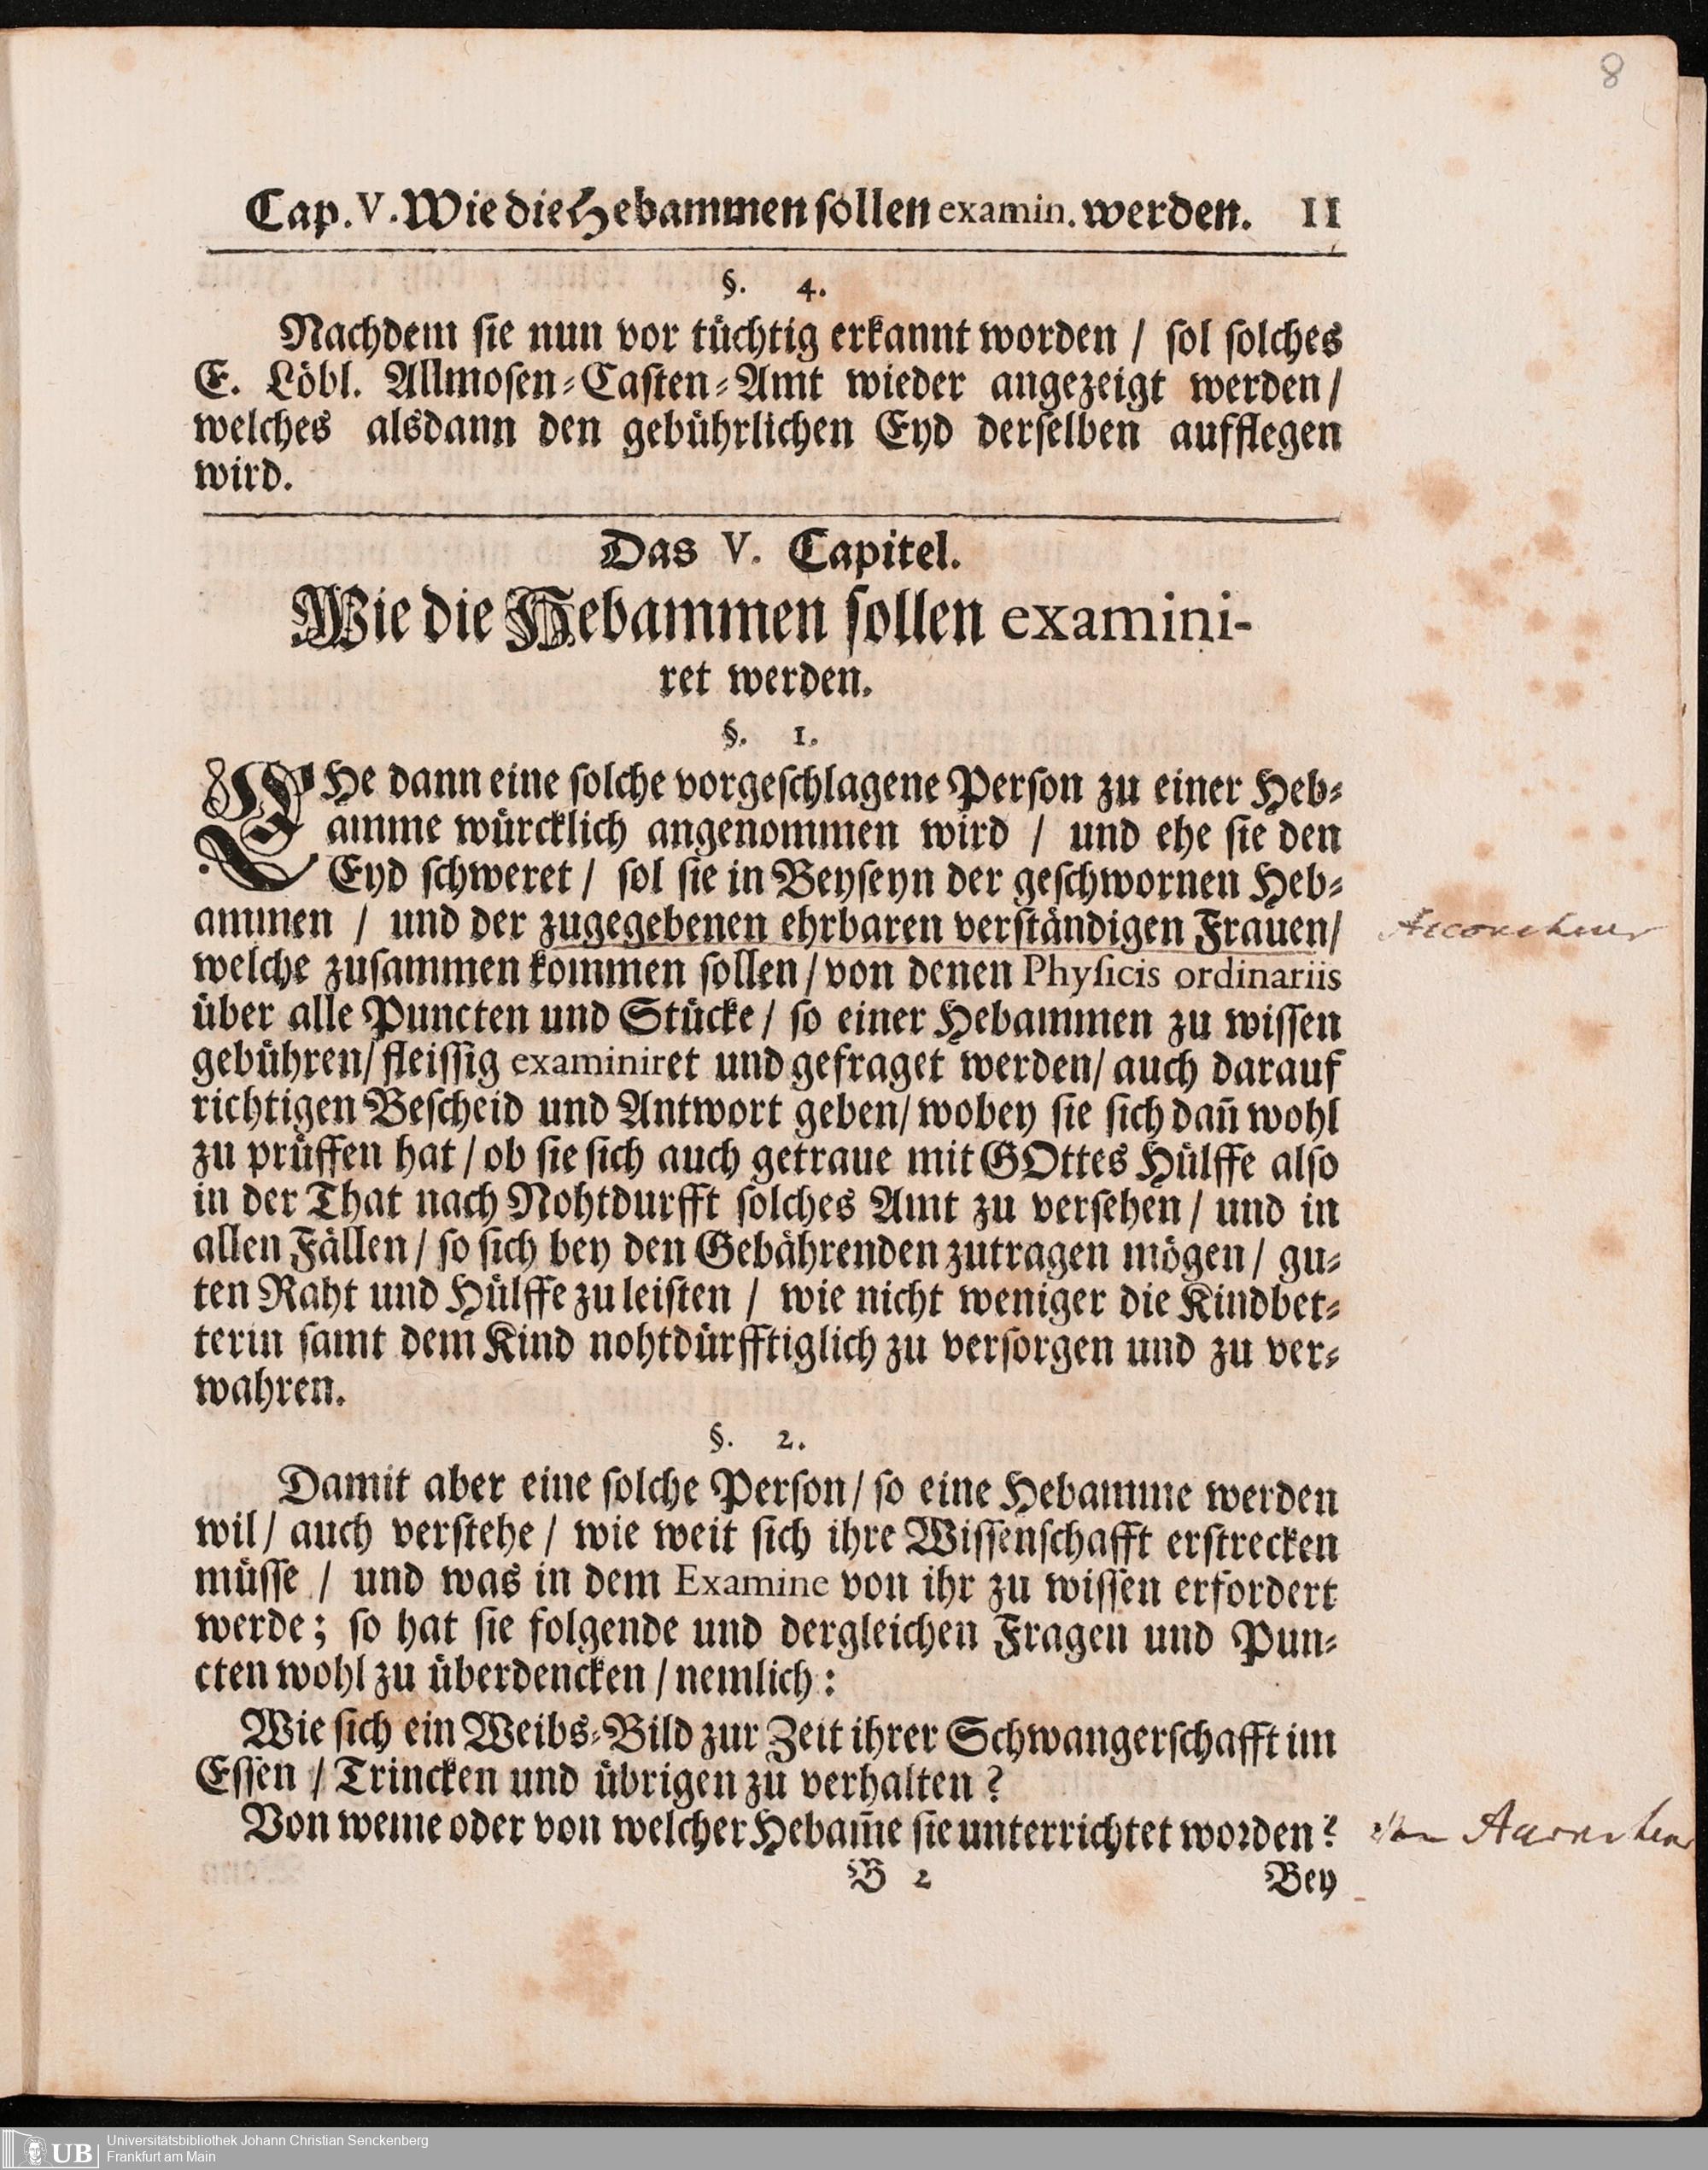 8
Cap. V. Wie die Hebammen sollen examin. werden. 11
§. 4.
Nachdem sie nun vor tüchtig erkannt worden / sol solches
E. Löbl. Allmosen-Casten-Amt wieder angezeigt werden /
welches alsdann den gebührlichen Eyd derselben aufflegen
wird.
Das V. Capitel.
Wie die Hebammen sollen examini-
ret werden.
§. 1.
EHe dann eine solche vorgeschlagene Person zu einer Heb-
amme würcklich angenommen wird / und ehe sie den
Eyd schweret / sol sie in Beyseyn der geschwornen Heb-
ammen / und der zugegebenen ehrbaren verständigen Frauen /
Accoucheur
welche zusammen kommen sollen / von denen Physicis ordinariis
über alle Puncten und Stücke / so einer Hebammen zu wissen
gebühren / fleissig examiniret und gefraget werden / auch darauf
richtigen Bescheid und Antwort geben / wobey sie sich dañ wohl
zu prüffen hat / ob sie sich auch getraue mit GOttes Hülffe also
in der That nach Nohtdurfft solches Amt zu versehen / und in
allen Fällen / so sich bey den Gebährenden zutragen mögen / gu-
ten Raht und Hülffe zu leisten / wie nicht weniger die Kindbet-
terin samt dem Kind nohtdürfftiglich zu versorgen und zu ver-
wahren.
§. 2.
Damit aber eine solche Person / so eine Hebamme werden
wil / auch verstehe / wie weit sich ihre Wissenschafft erstrecken
müsse / und was in dem Examine von ihr zu wissen erfordert
werde; so hat sie folgende und dergleichen Fragen und Pun-
cten wohl zu überdencken / nemlich:
Wie sich ein Weibs-Bild zur Zeit ihrer Schwangerschafft im
Essen / Trincken und übrigen zu verhalten?
Von weme oder von welcher Hebam̃e sie unterrichtet worden?
Accoucheur
B 2 Bey
UB Universitätsbibliothek Johann Christian Senckenberg
Frankfurt am Main